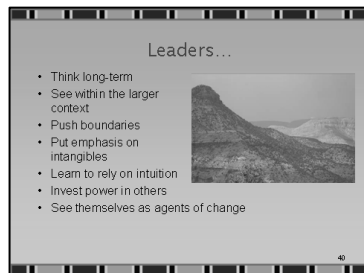 Leaders...
• Think long-term
• See within the larger
context
• Push boundaries
• Put emphasis on
intangibles
• Learn to rely on intuition
• Invest power in others
• See themselves as agents of change
40